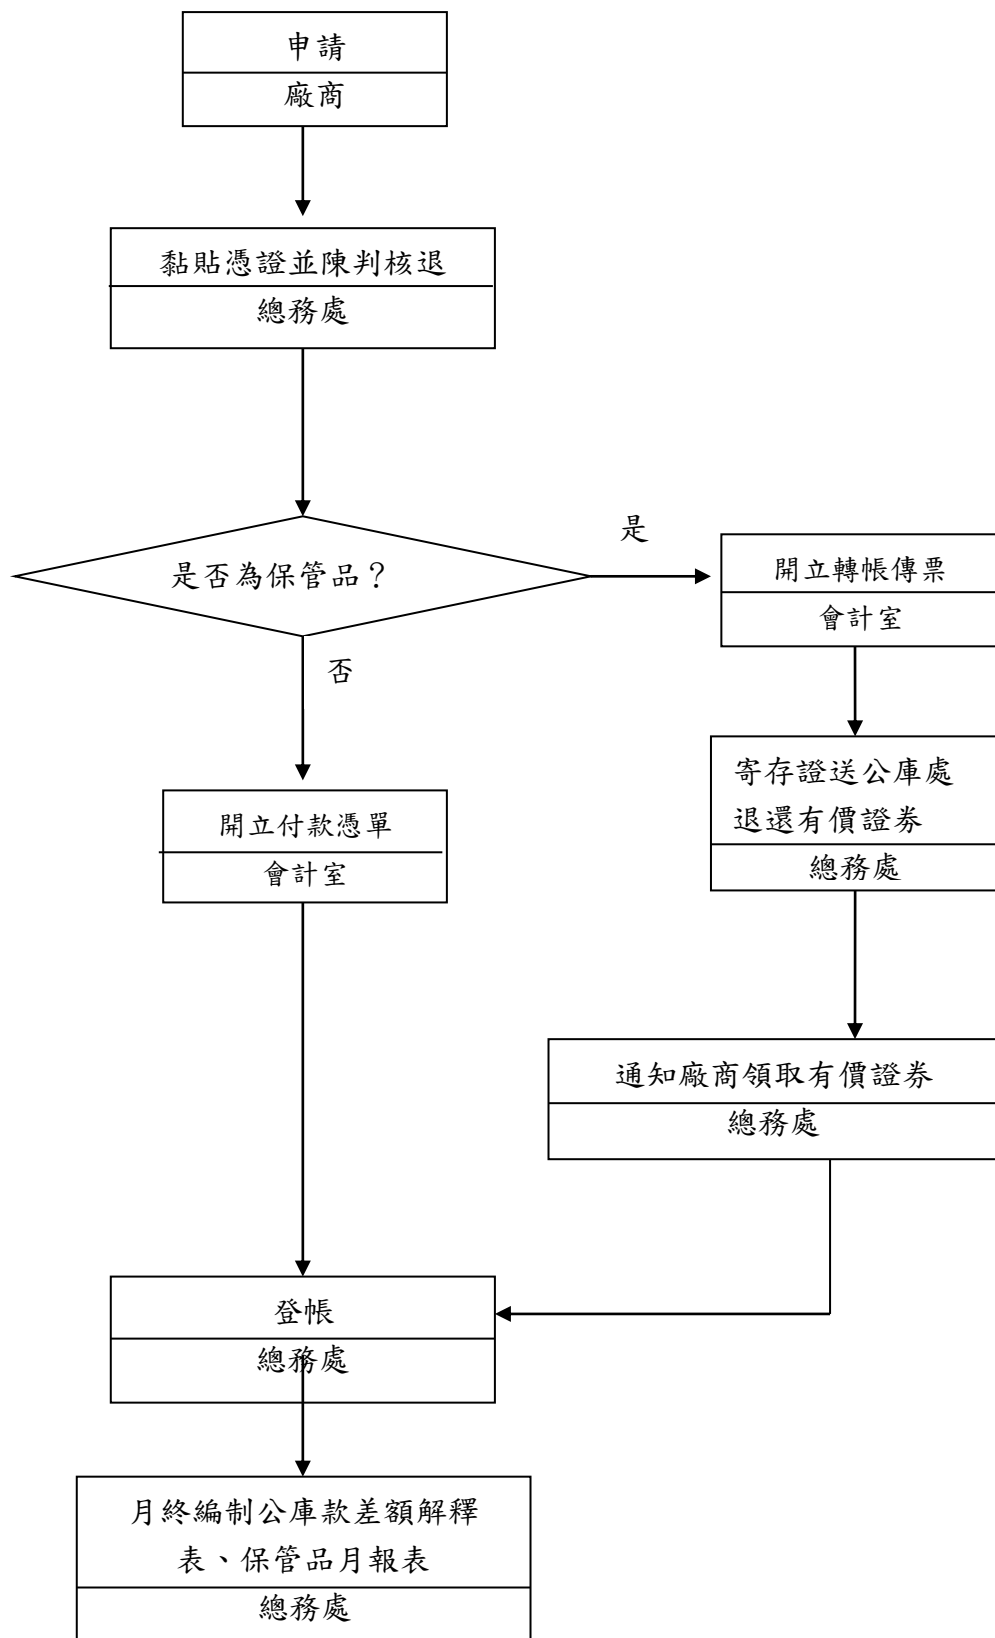 申請
廠商
黏貼憑證並陳判核退
總務處
是否為保管品？
是
開立轉帳傳票
會計室
否
寄存證送公庫處
退還有價證券
總務處
開立付款憑單
會計室
通知廠商領取有價證券
總務處
登帳
總務處
月終編制公庫款差額解釋
表、保管品月報表
總務處